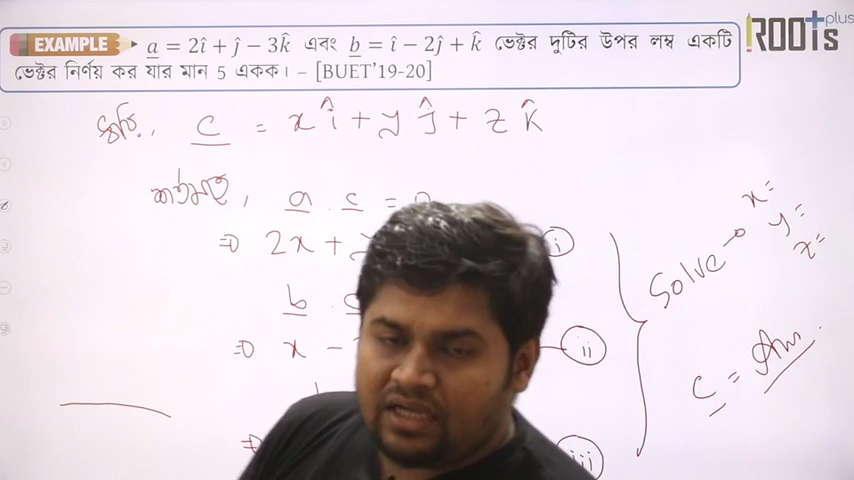 EXAMPLE a = 2î + ĵ − 3k̂ এবং b = î − 2ĵ + k̂ ভেক্টর দুটির উপর লম্ব একটি
ভেক্টর নির্ণয় কর যার মান 5 একক। – [BUET'19-20]
ROOTs plus
ধরি, c = xî + yĵ + zk̂
শর্তমতে, a . c = 0
⇒ 2x + i
b . c
⇒ x − ii
⇒ iii
Solve → x =
y =
z =
c = Ans.